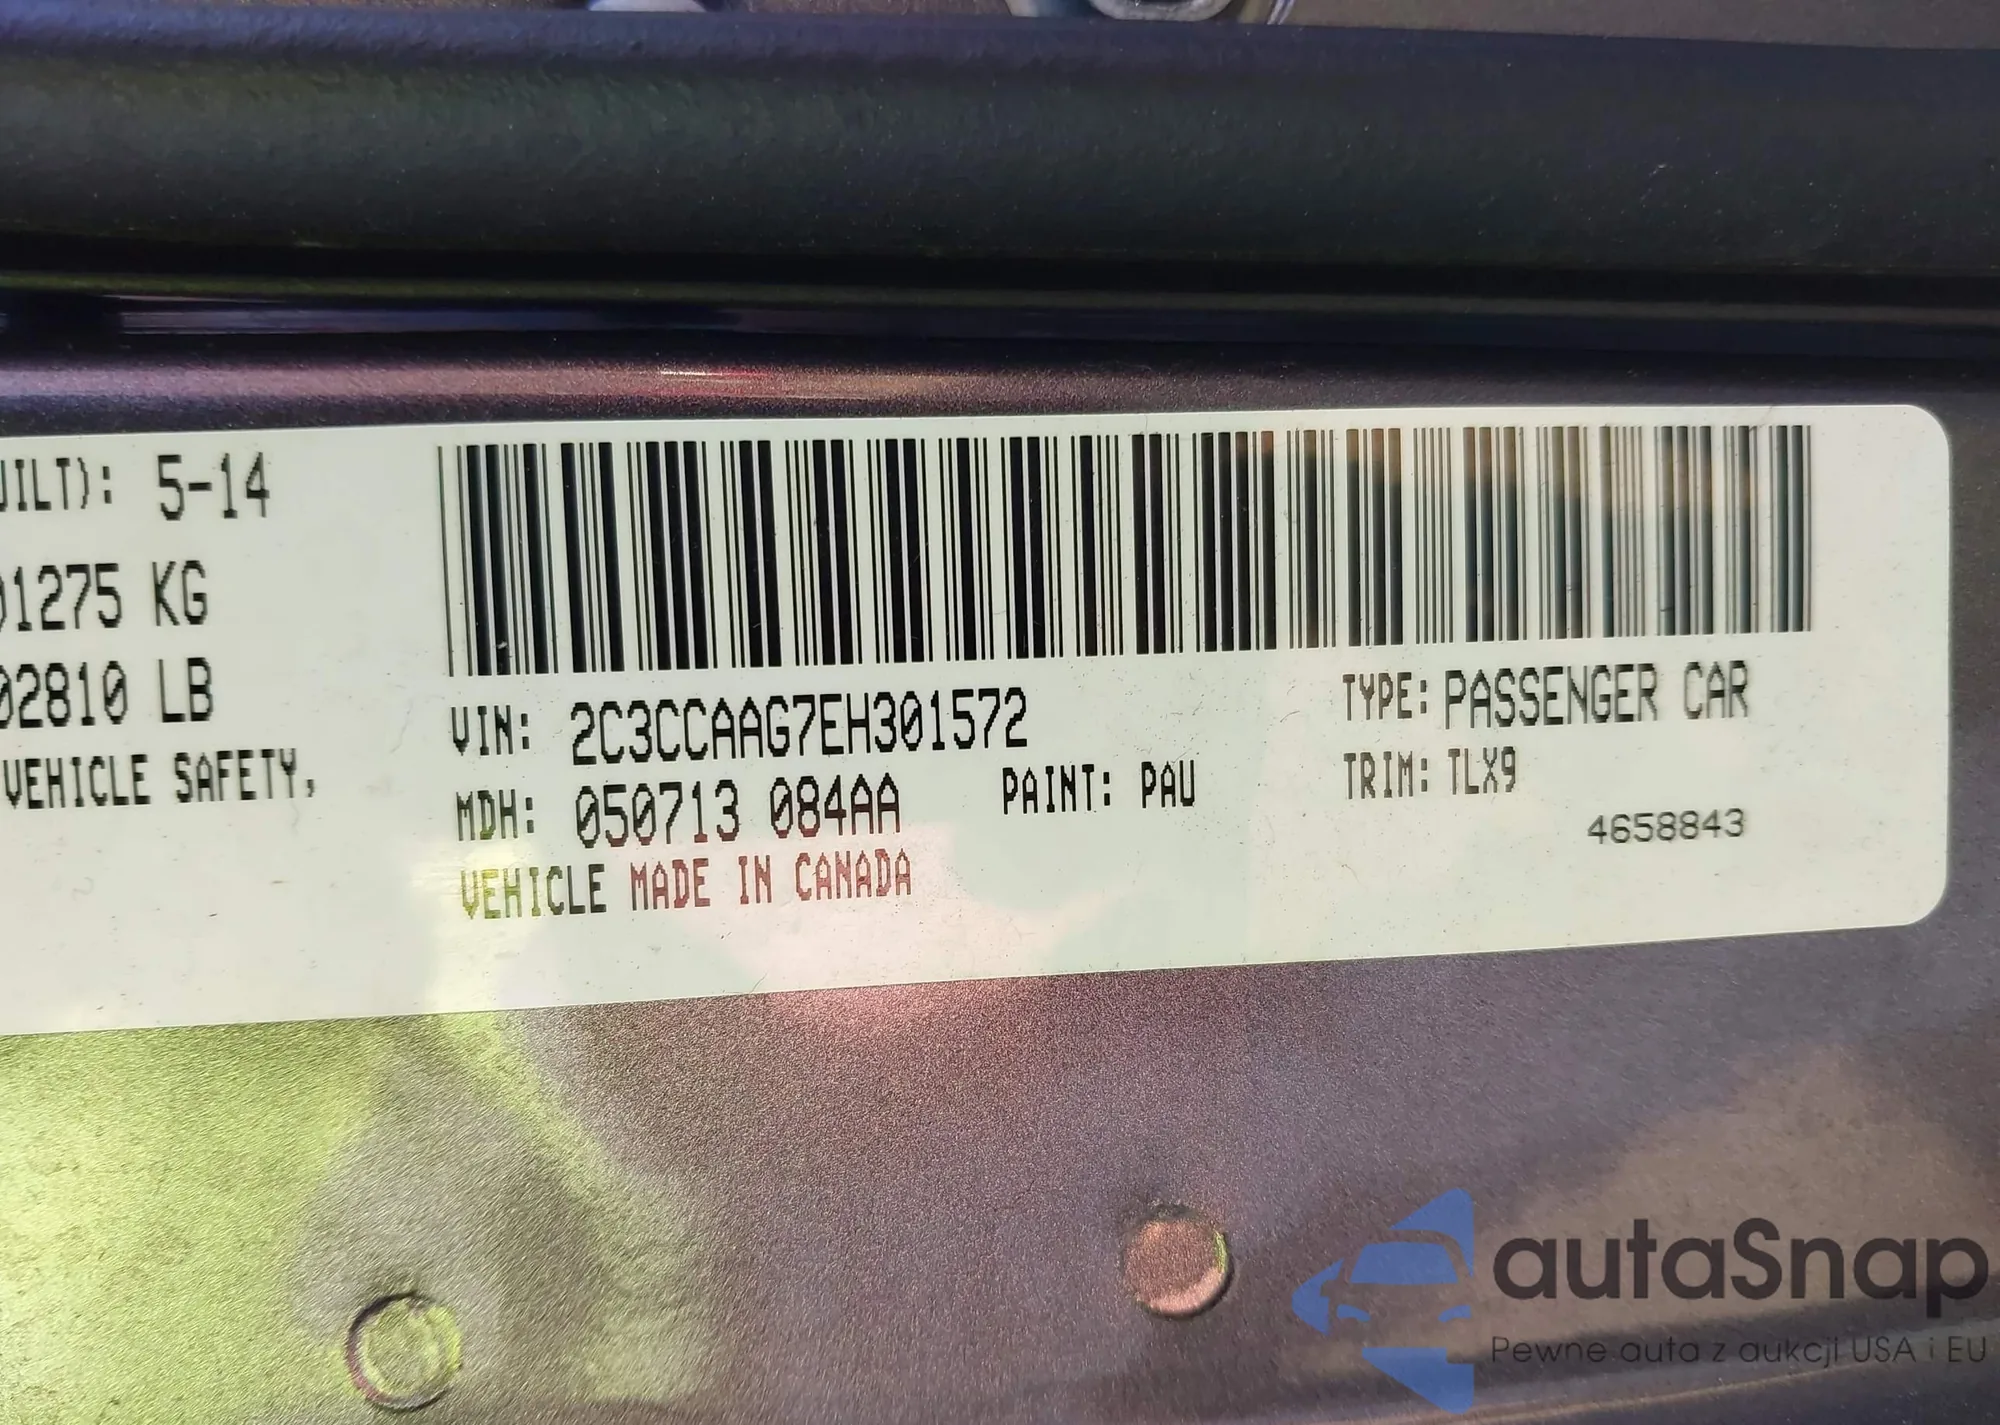 UILT): 5-14
01275 KG
02810 LB
VEHICLE SAFETY,
VIN: 2C3CCAAG7EH301572
MDH: 050713 084AA
PAINT: PAU
VEHICLE MADE IN CANADA
TYPE: PASSENGER CAR
TRIM: TLX9
4658843
autaSnap
Pewne auta z aukcji USA i EU